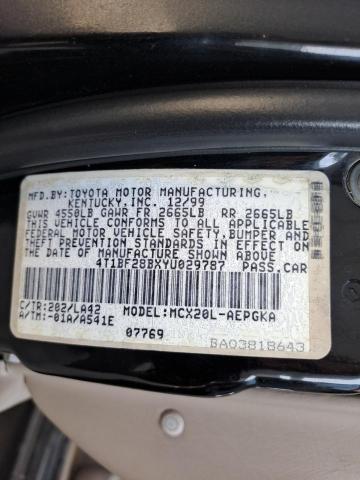 MFD.BY:TOYOTA MOTOR MANUFACTURING,
KENTUCKY,INC. 12/99
GVWR 4550LB GAWR FR 2665LB RR 2665LB
THIS VEHICLE CONFORMS TO ALL APPLICABLE
FEDERAL MOTOR VEHICLE SAFETY,BUMPER AND
THEFT PREVENTION STANDARDS IN EFFECT ON
THE DATE OF MANUFACTURE SHOWN ABOVE.
4T1BF28BXYU029787 PASS.CAR
C/TR:202/LA42 MODEL:MCX20L-AEPGKA
A/TM:-01A/A541E
07769
BA03818643